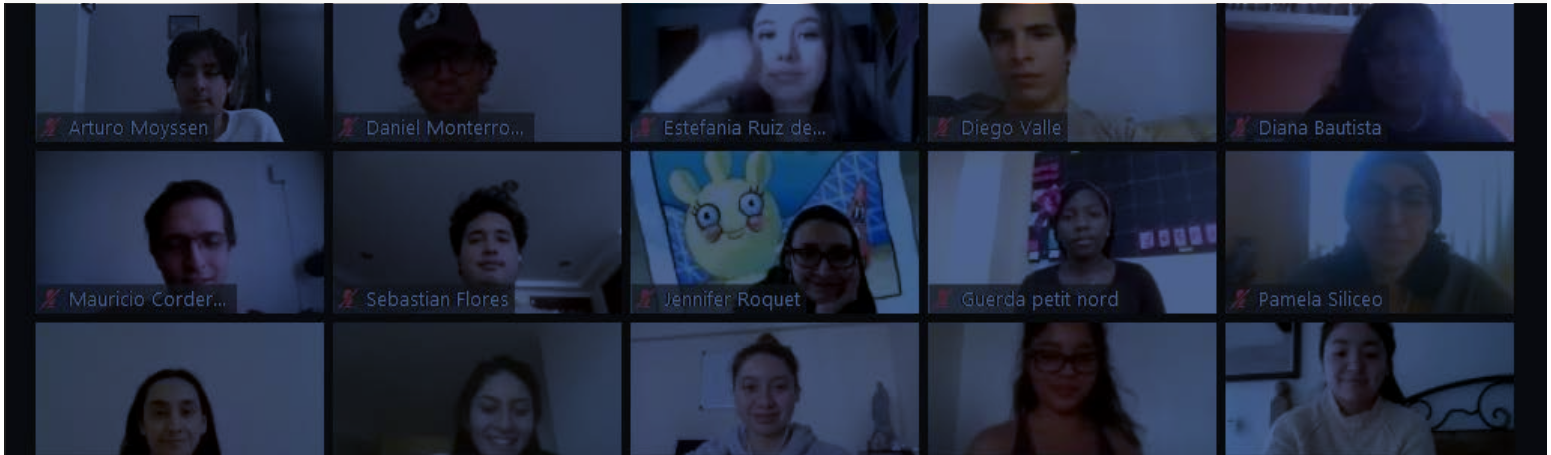 Arturo Moyssen
Daniel Monterro...
Estefania Ruiz de...
Diego Valle
Diana Bautista
Mauricio Corder...
Sebastian Flores
Jennifer Roquet
Guerda petit nord
Pamela Siliceo